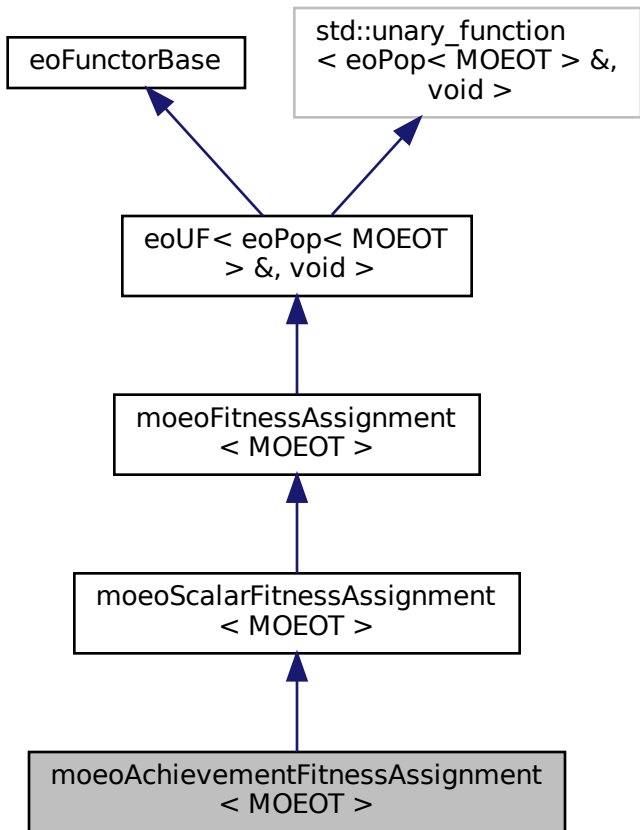 eoFunctorBase
std::unary_function
< eoPop< MOEOT > &,
void >
eoUF< eoPop< MOEOT
> &, void >
moeoFitnessAssignment
< MOEOT >
moeoScalarFitnessAssignment
< MOEOT >
moeoAchievementFitnessAssignment
< MOEOT >